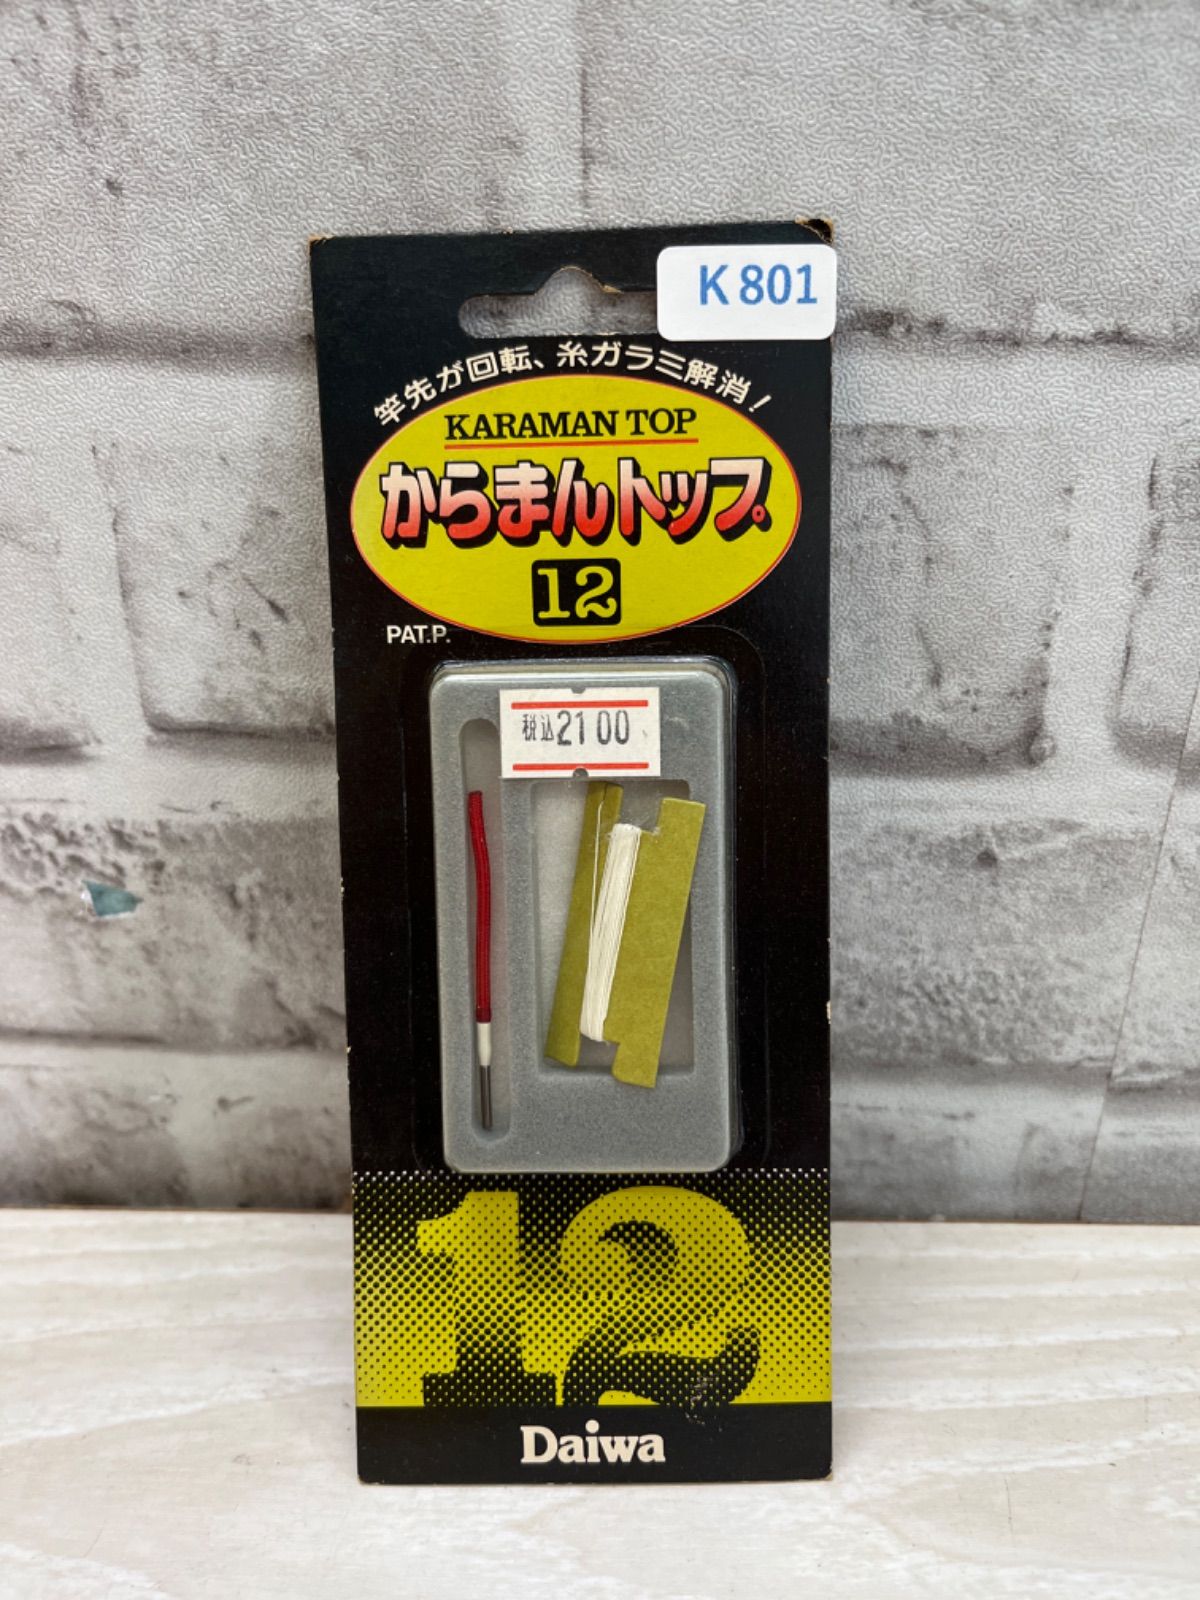 K801
竿先が回転、糸ガラミ解消!
KARAMAN TOP
からまんトップ
12
PAT.P.
税込2100
12
Daiwa